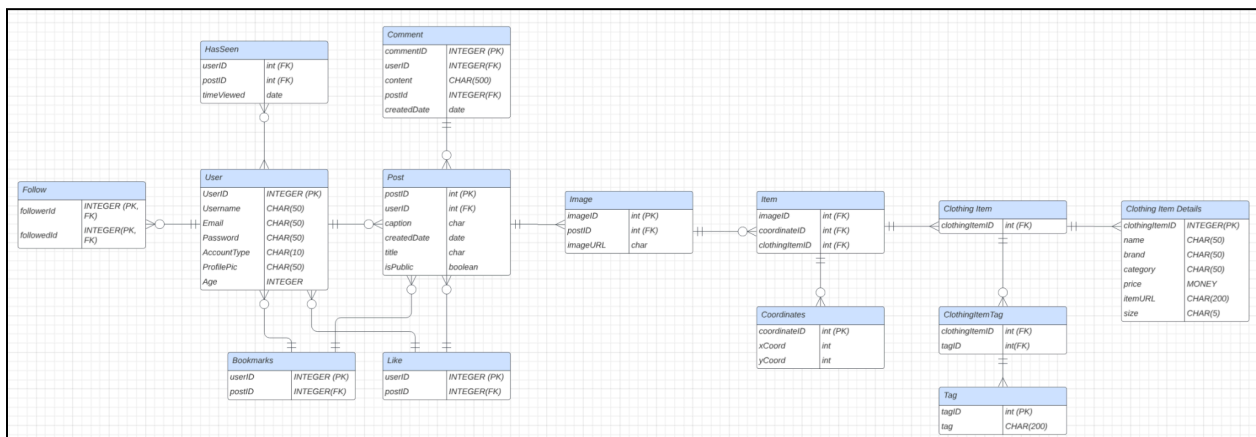 HasSeen
userID int (FK)
postID int (FK)
timeViewed date
Comment
commentID INTEGER (PK)
userID INTEGER(FK)
content CHAR(500)
postId INTEGER(FK)
createdDate date
Follow
followerId INTEGER (PK,
FK)
followedId INTEGER(PK,
FK)
User
UserID INTEGER (PK)
Username CHAR(50)
Email CHAR(50)
Password CHAR(50)
AccountType CHAR(10)
ProfilePic CHAR(50)
Age INTEGER
Post
postID int (PK)
userID int (FK)
caption char
createdDate date
title char
isPublic boolean
Image
imageID int (PK)
postID int (FK)
imageURL char
Item
imageID int (FK)
coordinateID int (FK)
clothingItemID int (FK)
Clothing Item
clothingItemID int (FK)
Clothing Item Details
clothingItemID INTEGER(PK)
name CHAR(50)
brand CHAR(50)
category CHAR(50)
price MONEY
itemURL CHAR(200)
size CHAR(5)
Bookmarks
userID INTEGER (PK)
postID INTEGER(FK)
Like
userID INTEGER (PK)
postID INTEGER(FK)
Coordinates
coordinateID int (PK)
xCoord int
yCoord int
ClothingItemTag
clothingItemID int (FK)
tagID int(FK)
Tag
tagID int (PK)
tag CHAR(200)